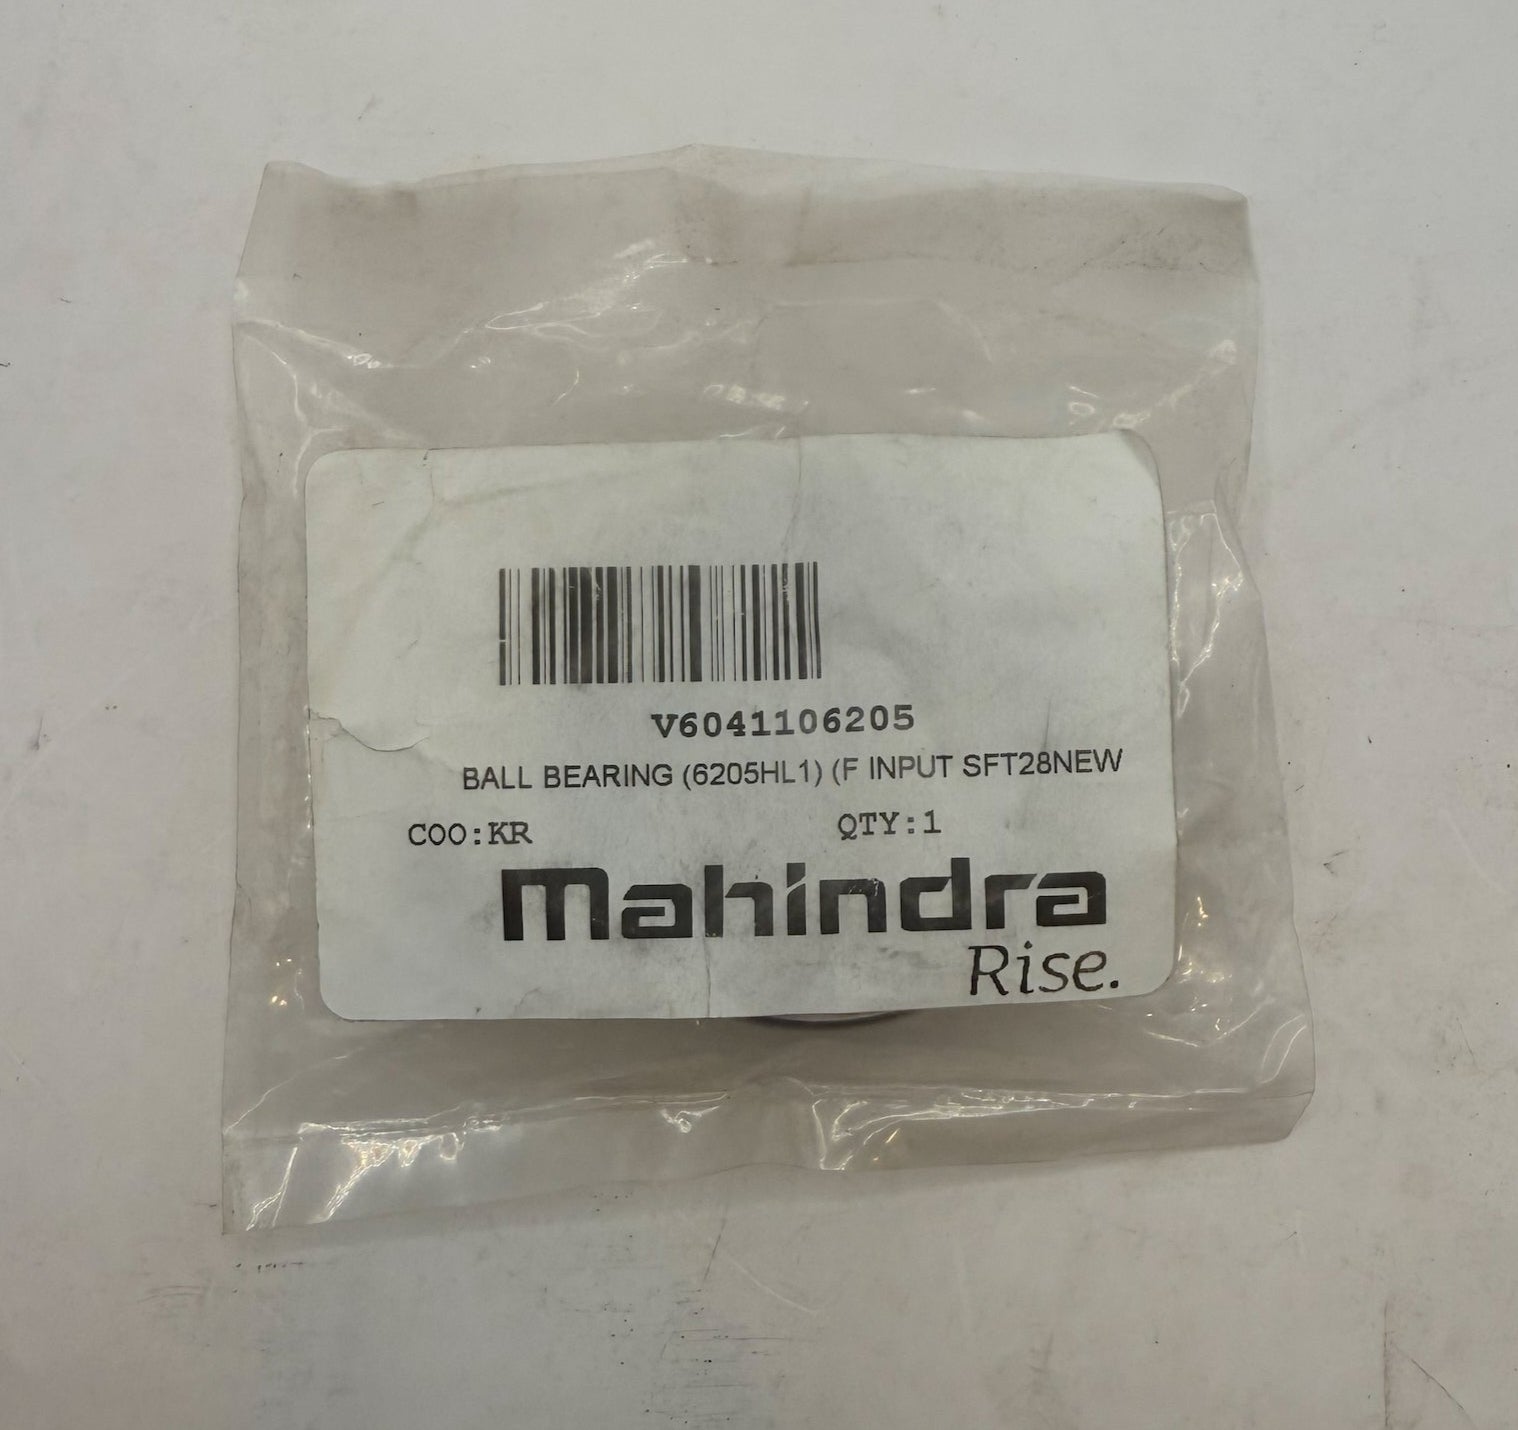 V6041106205
BALL BEARING (6205HL1) (F INPUT SFT28NEW
COO:KR QTY:1
Mahindra
Rise.